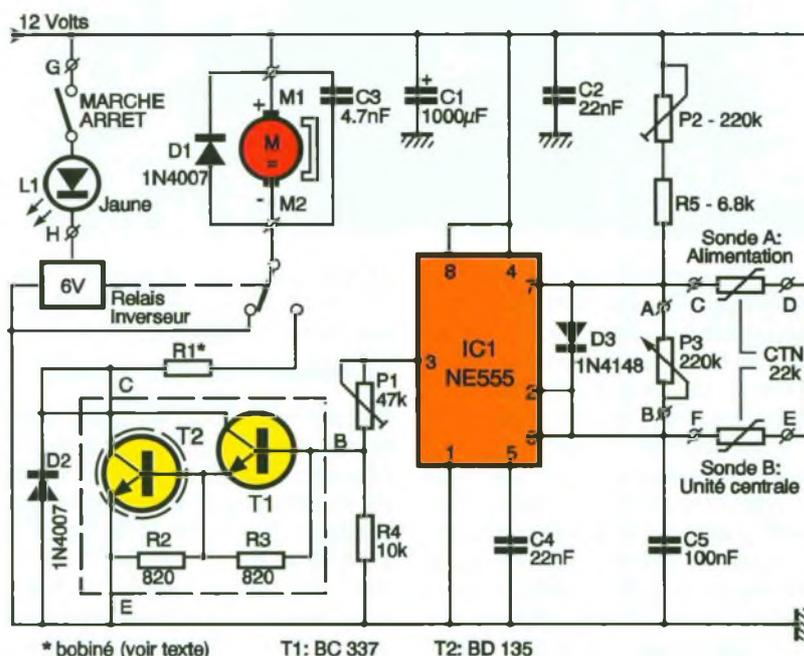 12 Volts
G
MARCHE
ARRET
L1
Jaune
H
6V
Relais
inverseur
D1
1N4007
+
M1
M
=
-
M2
C3
4.7nF
+
C1
1000µF
C2
22nF
P2 - 220k
R5 - 6.8k
Sonde A:
Alimentation
C
D
A
P3
220k
B
CTN
22k
F
E
Sonde B:
Unité centrale
8
4
7
3
IC1
NE555
2
1
5
D3
1N4148
R1*
C
P1
47k
B
T2
T1
D2
1N4007
R2
820
R3
820
E
R4
10k
C4
22nF
C5
100nF
* bobiné (voir texte)
T1: BC 337
T2: BD 135